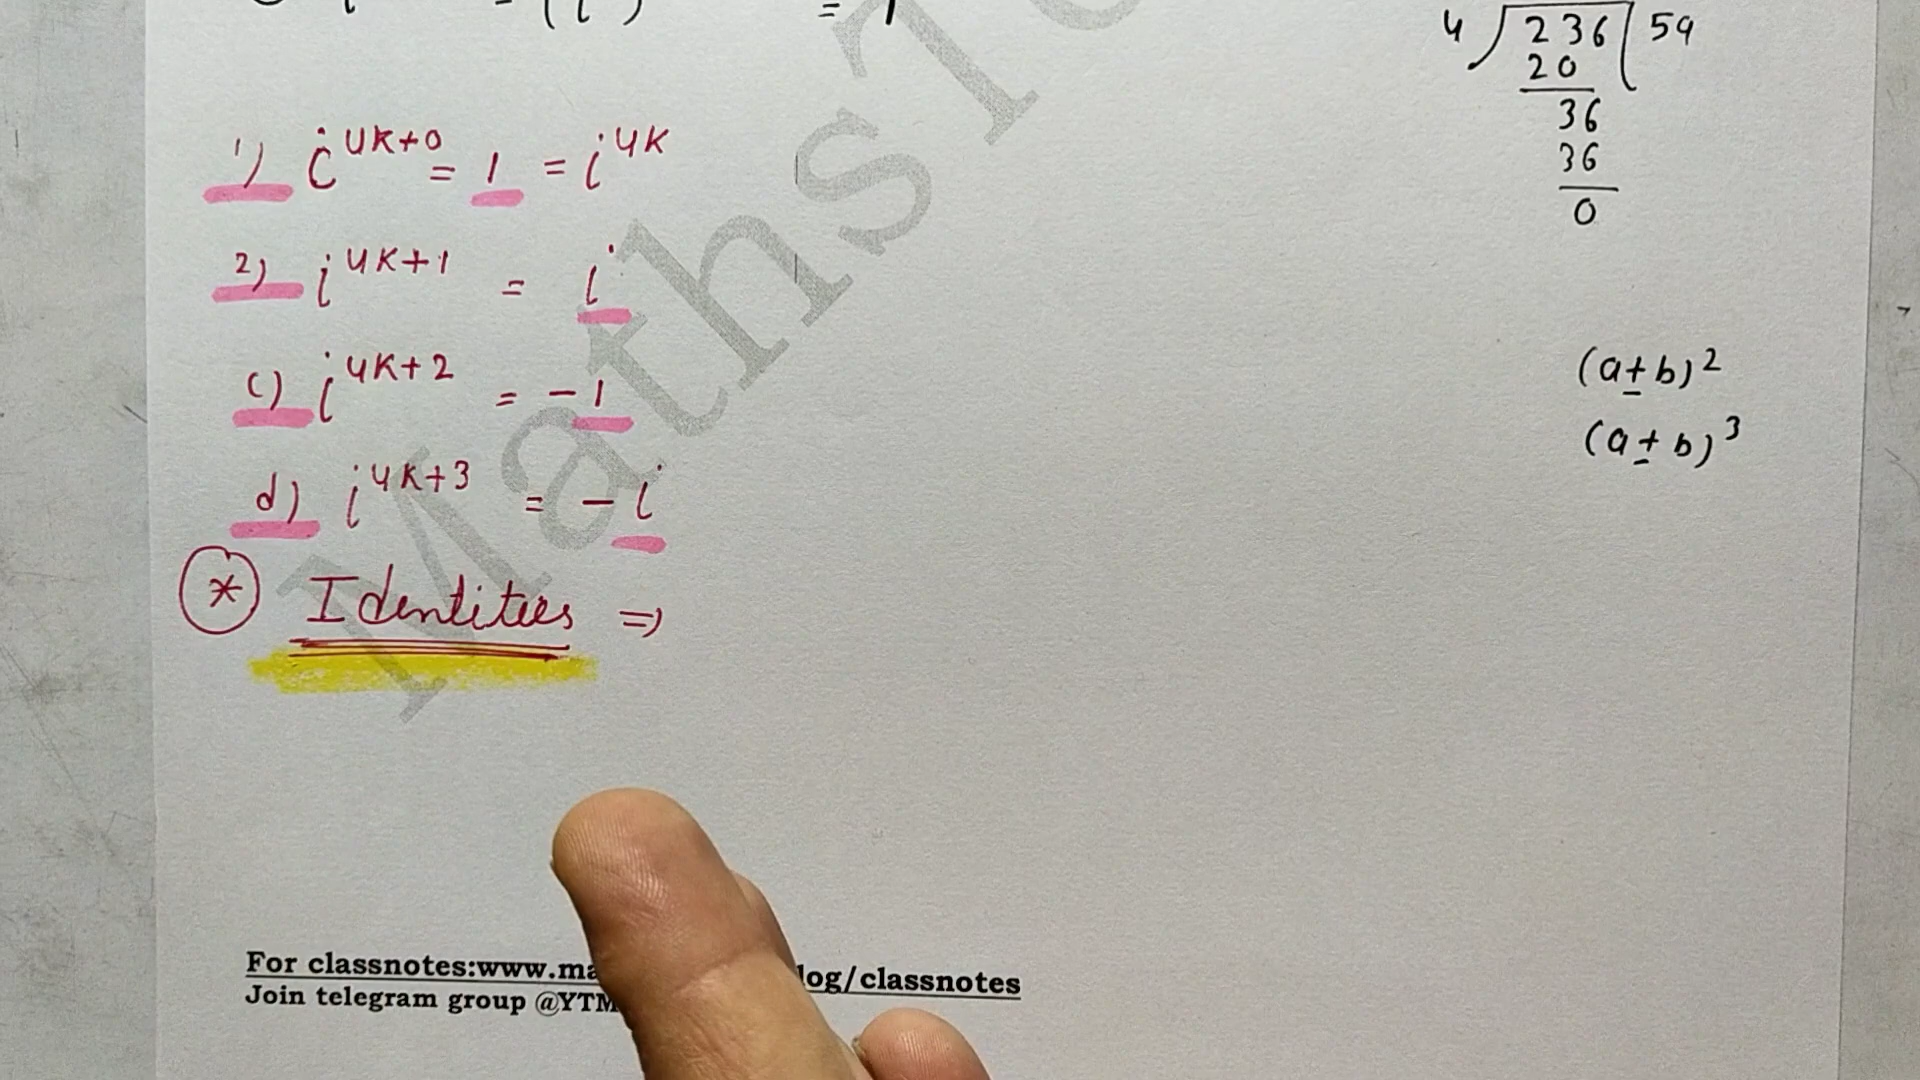 1) i^{4K+0} = 1 = i^{4K}
2) i^{4K+1} = i
c) i^{4K+2} = -1
d) i^{4K+3} = -i
* Identities ⇒
4 ) 236 ( 59
20
36
36
0
(a ± b)^2
(a ± b)^3
For classnotes:www.ma log/classnotes
Join telegram group @YTM
Maths